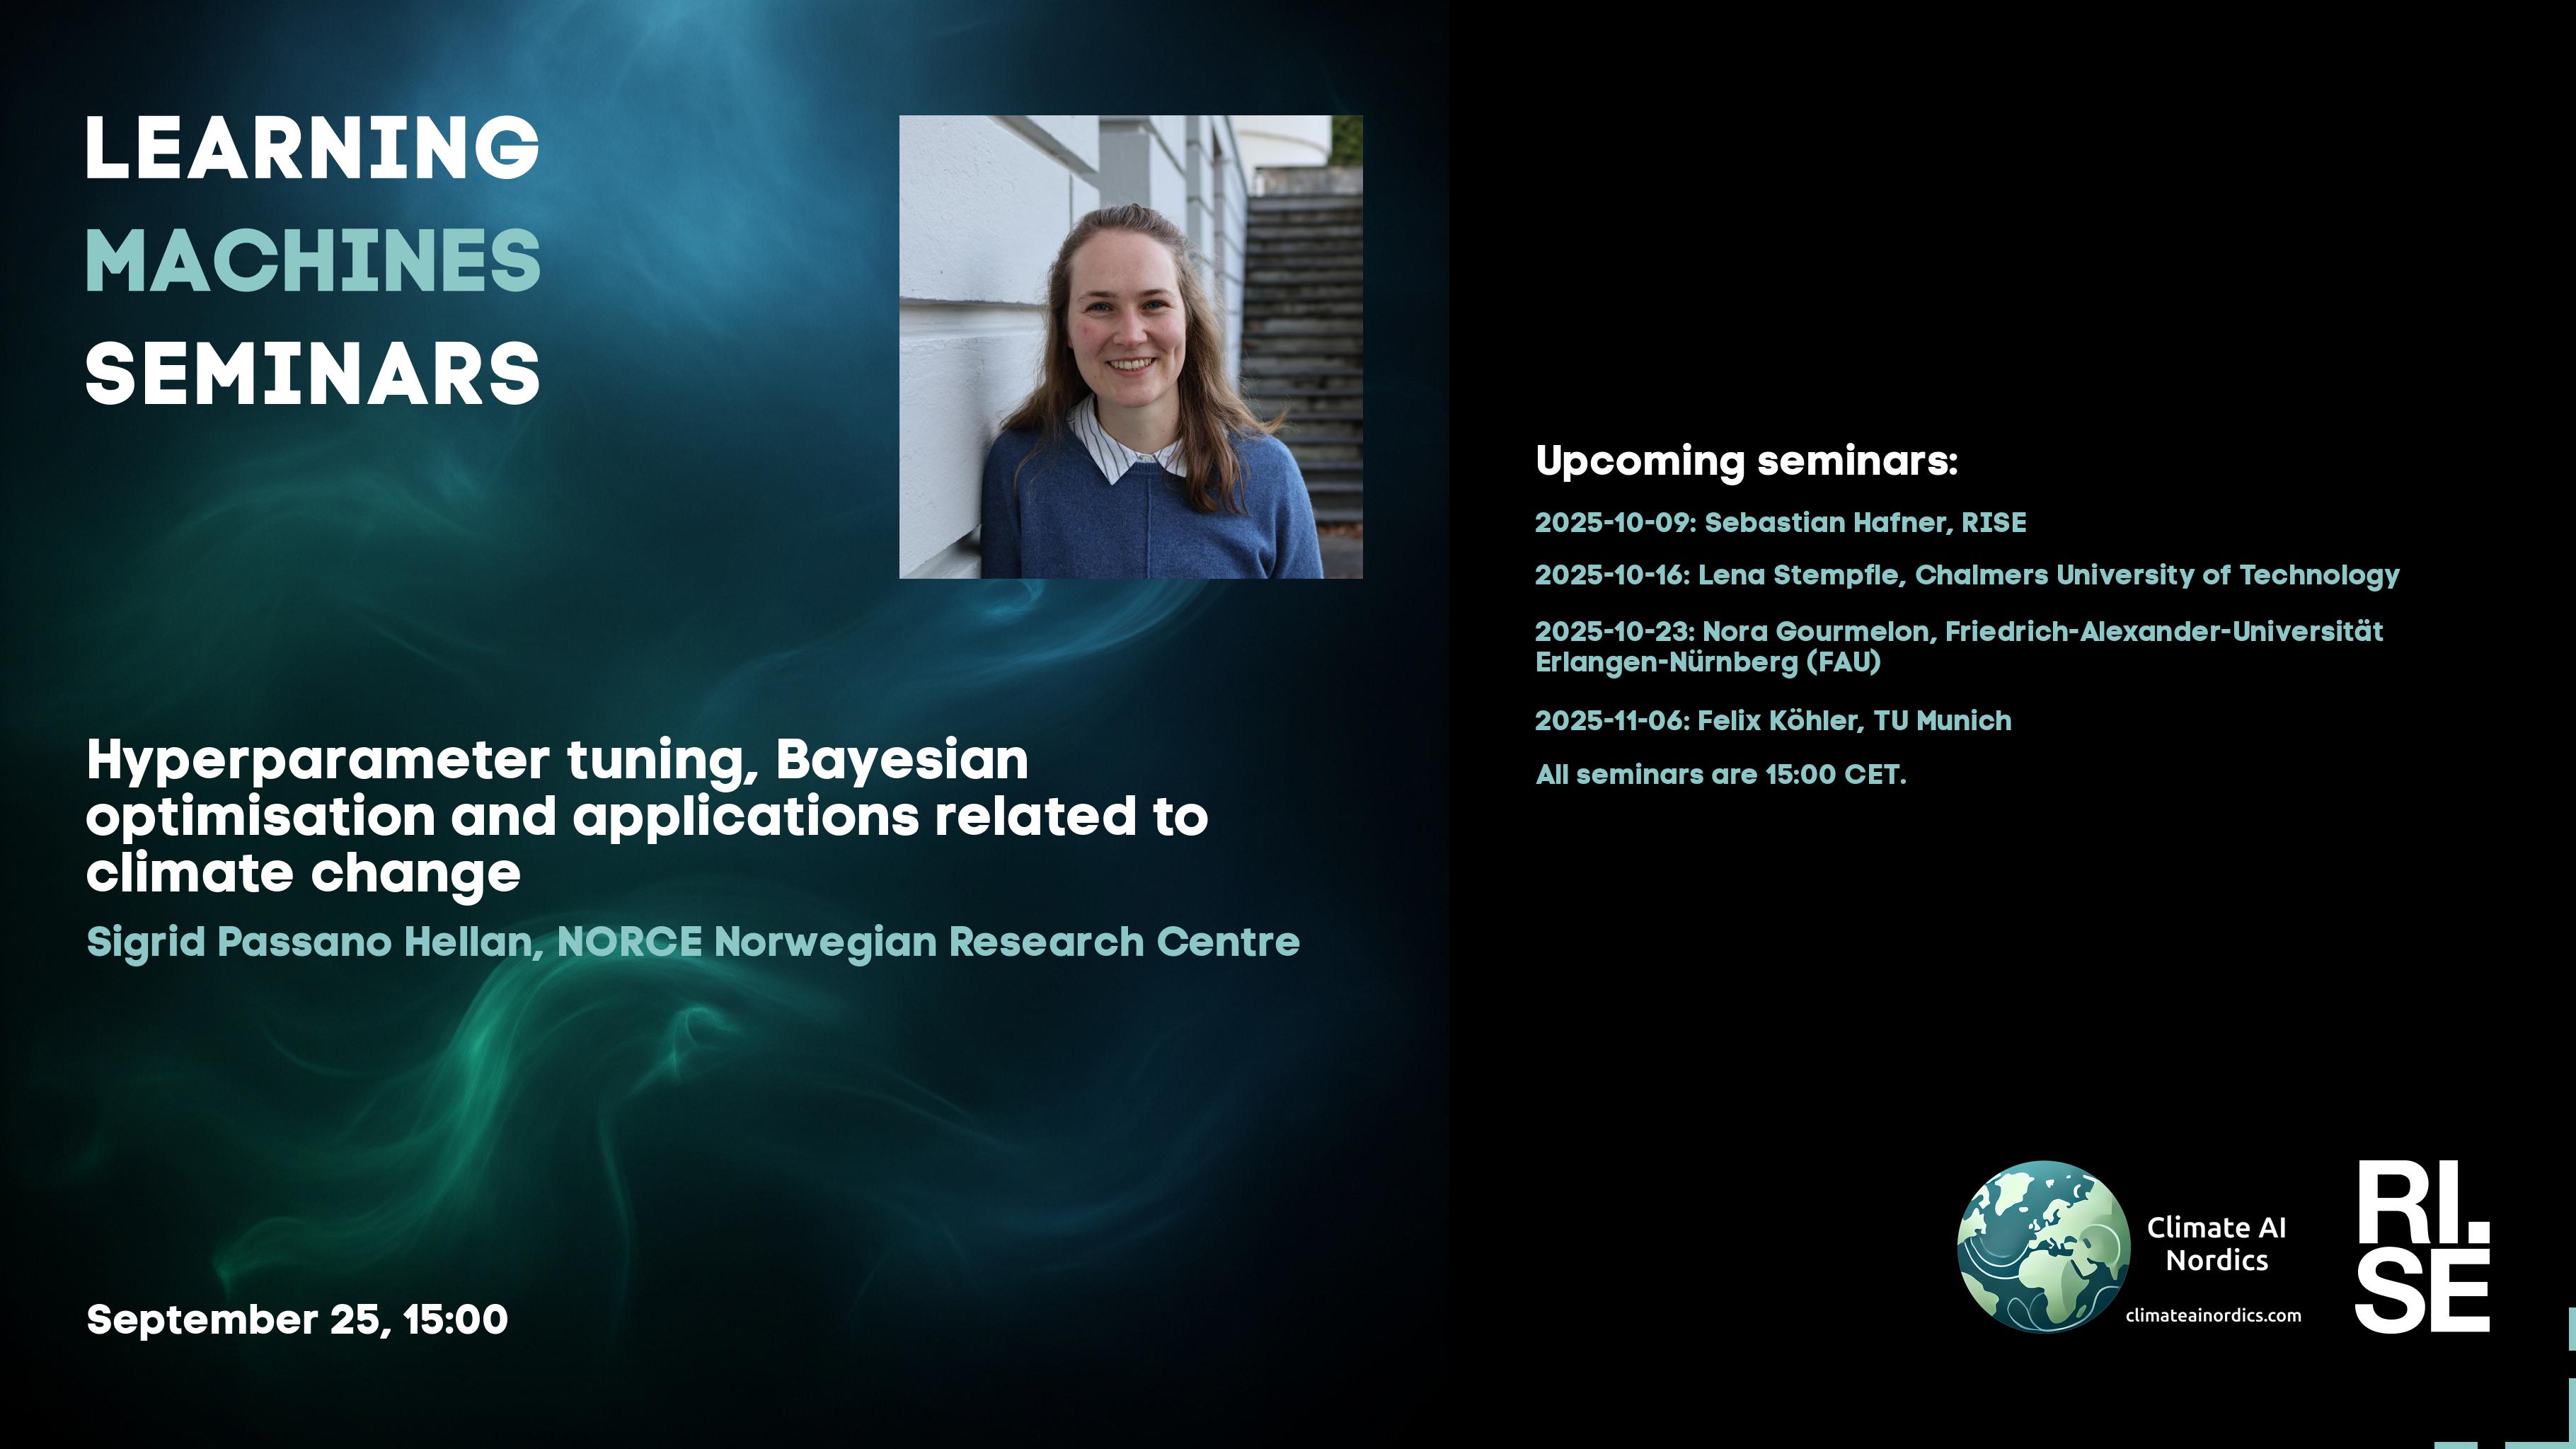 LEARNING
MACHINES
SEMINARS
Hyperparameter tuning, Bayesian
optimisation and applications related to
climate change
Sigrid Passano Hellan, NORCE Norwegian Research Centre
September 25, 15:00
Upcoming seminars:
2025-10-09: Sebastian Hafner, RISE
2025-10-16: Lena Stempfle, Chalmers University of Technology
2025-10-23: Nora Gourmelon, Friedrich-Alexander-Universität
Erlangen-Nürnberg (FAU)
2025-11-06: Felix Köhler, TU Munich
All seminars are 15:00 CET.
Climate AI
Nordics
climateainordics.com
RI.
SE